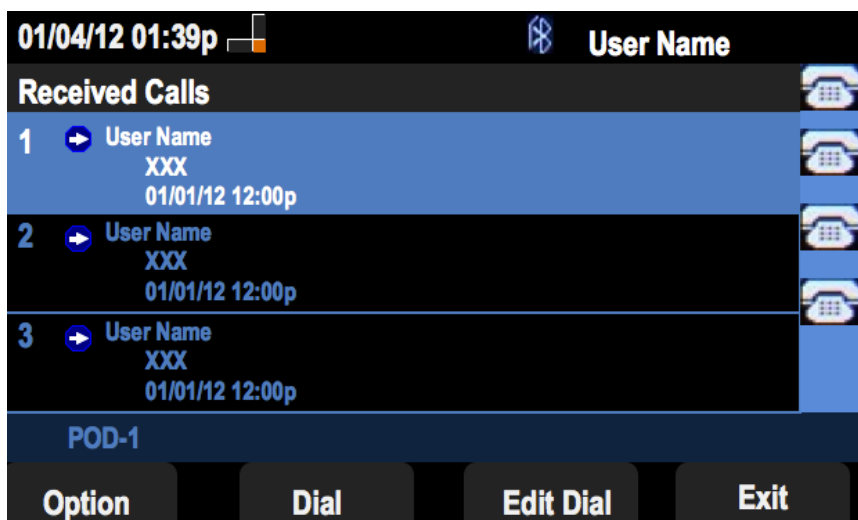 01/04/12 01:39p User Name
Received Calls
1 User Name
XXX
01/01/12 12:00p
2 User Name
XXX
01/01/12 12:00p
3 User Name
XXX
01/01/12 12:00p
POD-1
Option Dial Edit Dial Exit